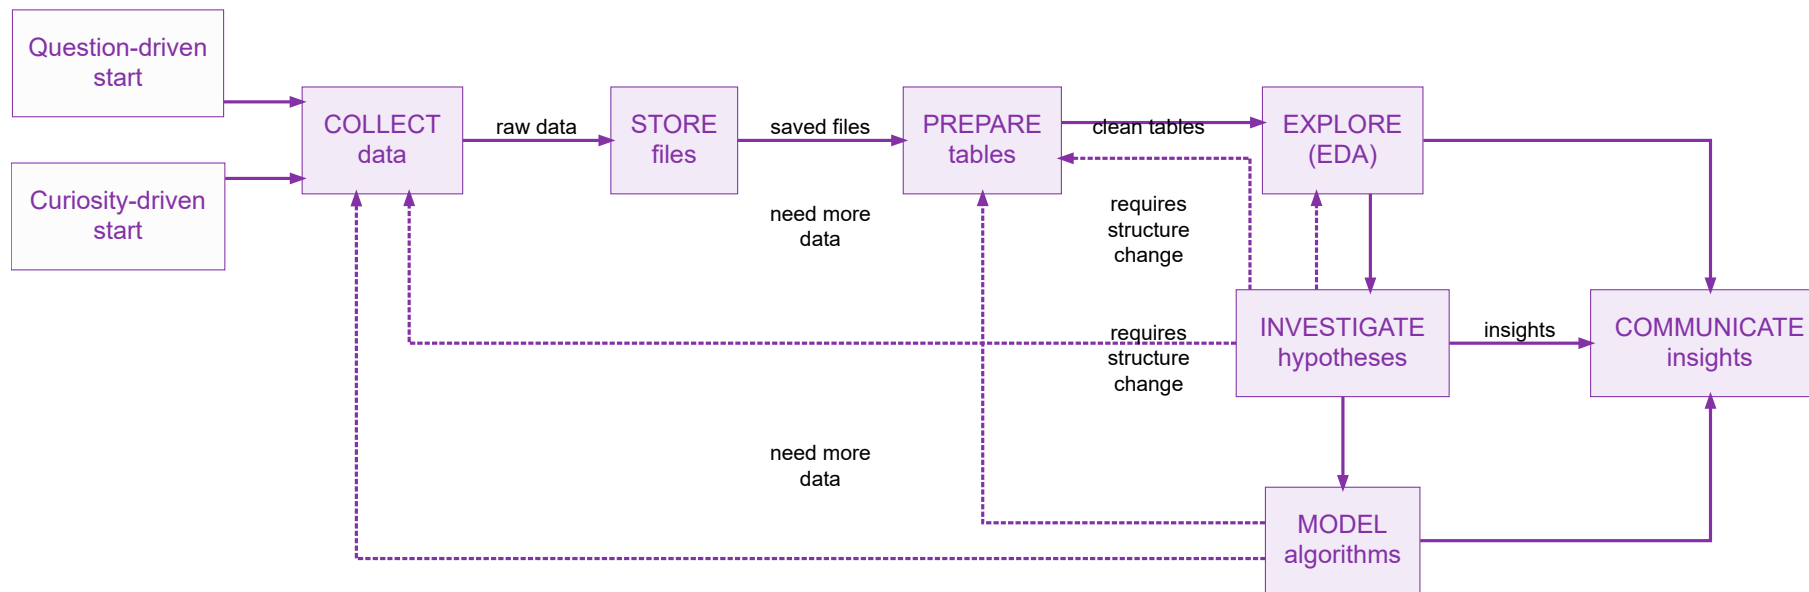 Question-driven
start
Curiosity-driven
start
COLLECT
data
raw data
STORE
files
saved files
PREPARE
tables
clean tables
EXPLORE
(EDA)
need more
data
requires
structure
change
requires
structure
change
INVESTIGATE
hypotheses
insights
COMMUNICATE
insights
need more
data
MODEL
algorithms